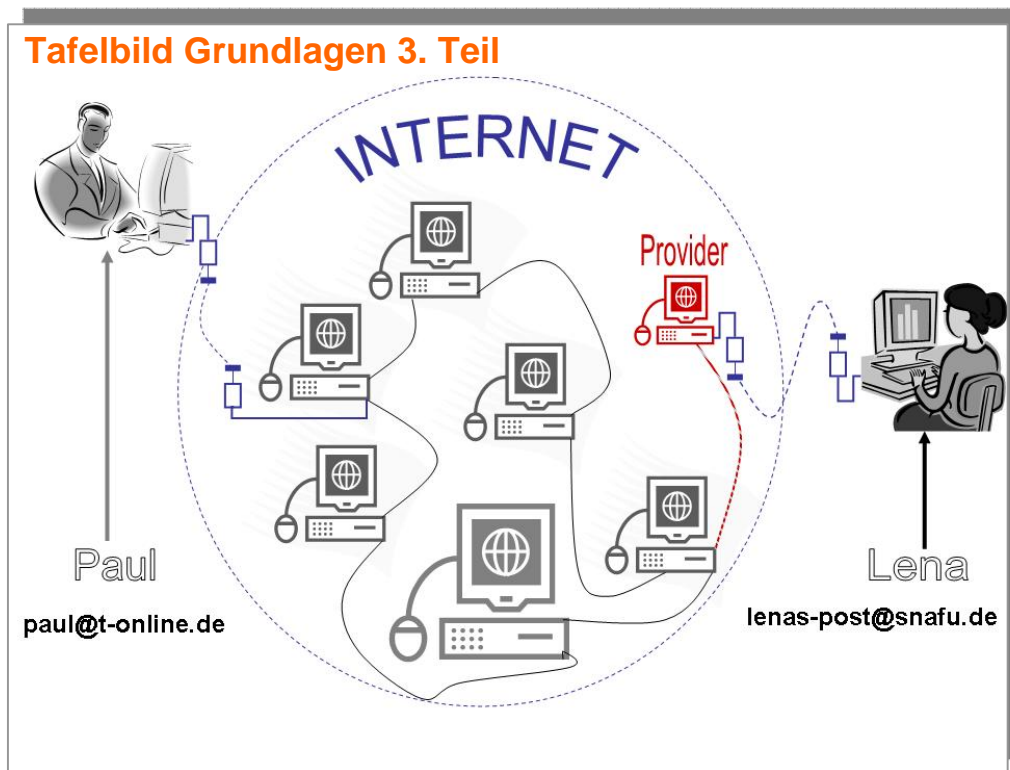 Tafelbild Grundlagen 3. Teil
INTERNET
Provider
Paul
Lena
paul@t-online.de
lenas-post@snafu.de